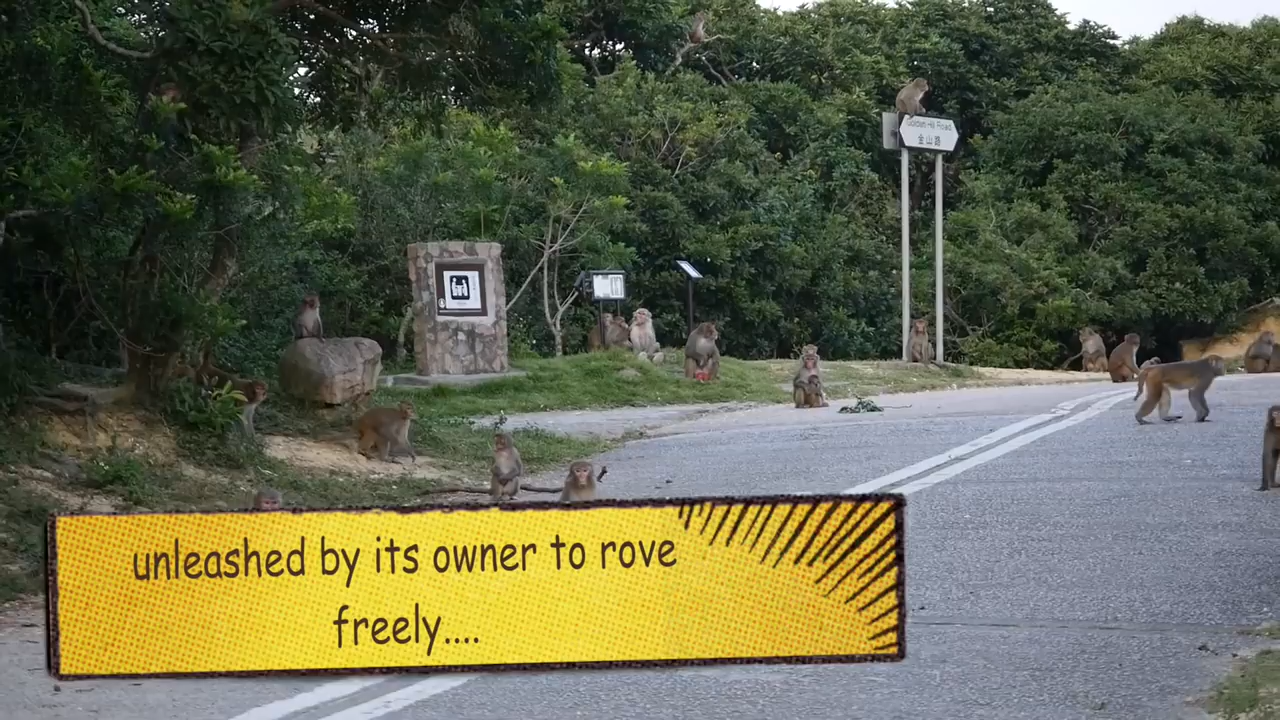 Golden Hill Road
金山路
unleashed by its owner to rove
freely....